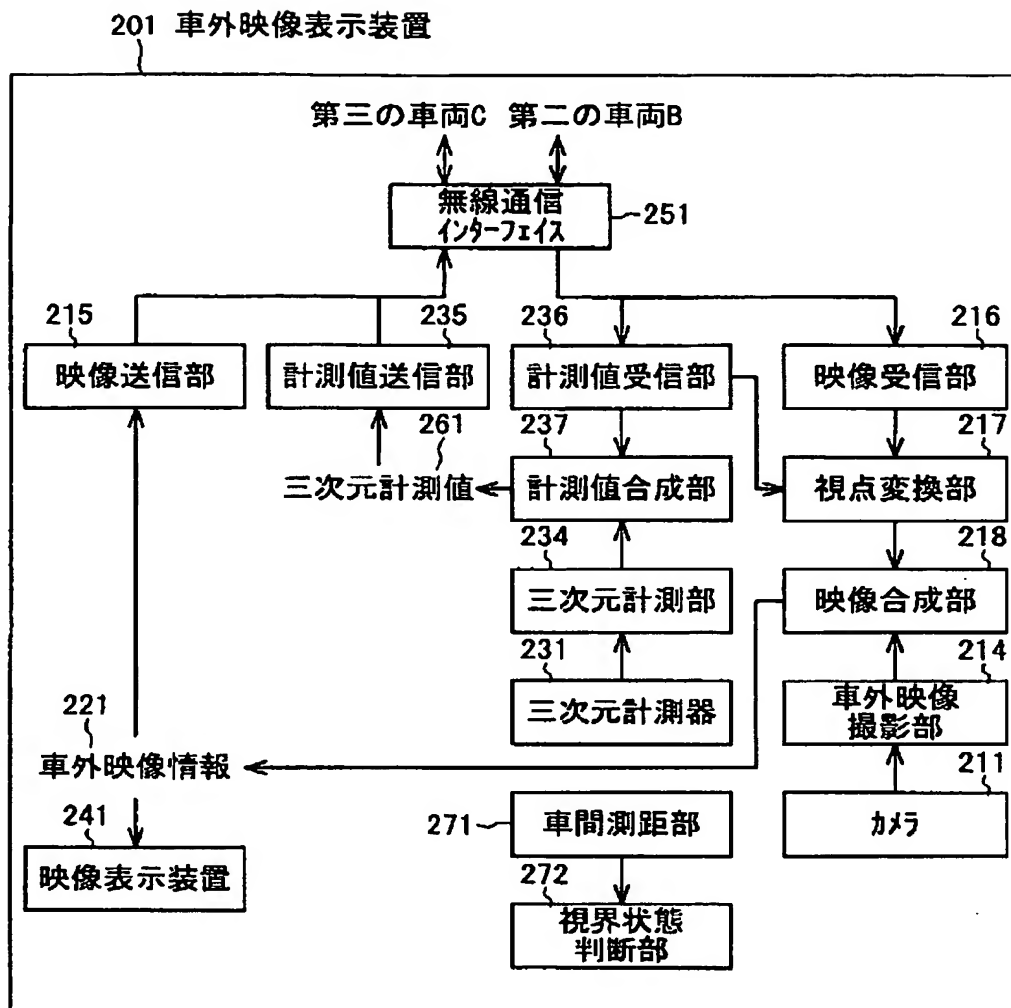 201 車外映像表示装置
第三の車両C 第二の車両B
無線通信
インターフェイス
251
215
235
236
216
映像送信部
計測値送信部
計測値受信部
映像受信部
261
237
217
三次元計測値
計測値合成部
視点変換部
234
218
三次元計測部
映像合成部
231
214
三次元計測器
車外映像
撮影部
221
車外映像情報
211
241
271
車間測距部
カメラ
映像表示装置
272
視界状態
判断部